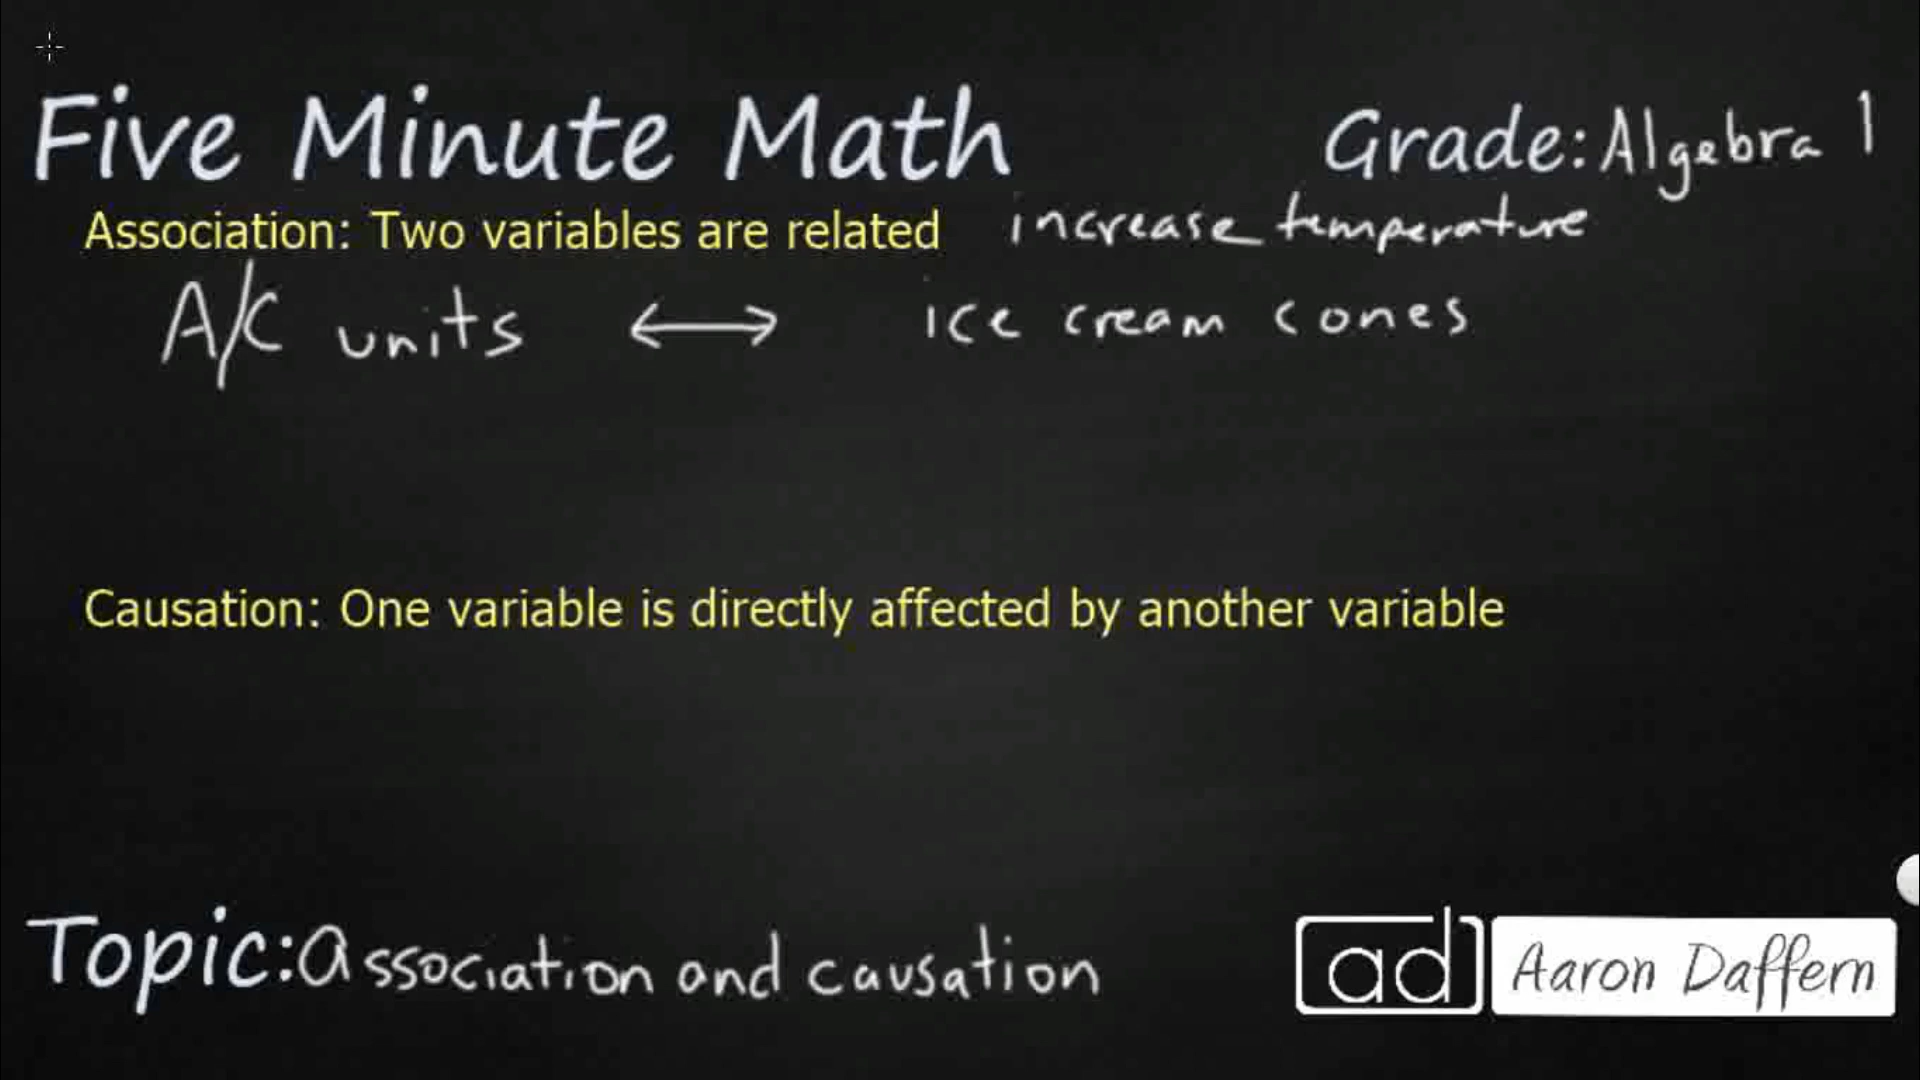 Five Minute Math
Grade: Algebra 1
Association: Two variables are related
increase temperature
A/C units ⟷ ice cream cones
Causation: One variable is directly affected by another variable
Topic: Association and causation
ad Aaron Daffern